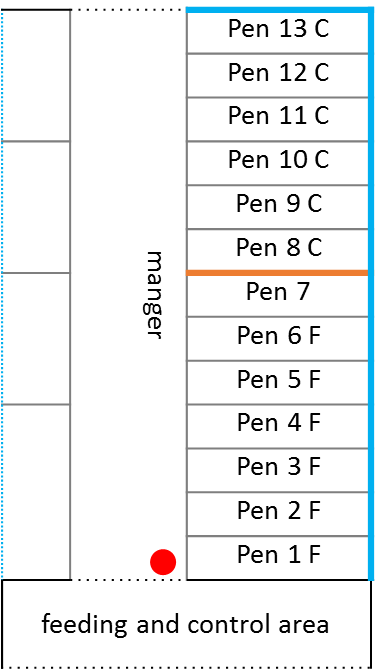 Pen 13 C
Pen 12 C
Pen 11 C
Pen 10 C
Pen 9 C
Pen 8 C
manger
Pen 7
Pen 6 F
Pen 5 F
Pen 4 F
Pen 3 F
Pen 2 F
Pen 1 F
feeding and control area